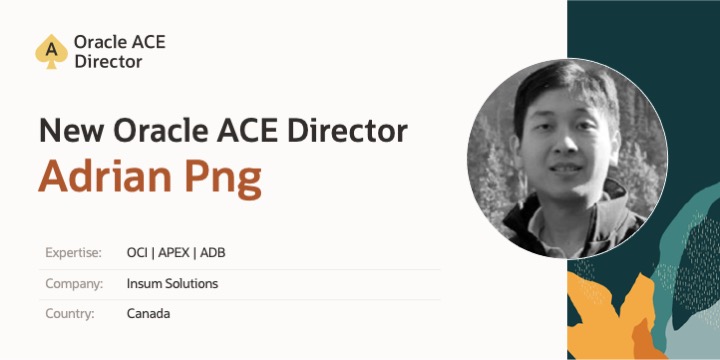 A
Oracle ACE
Director
New Oracle ACE Director
Adrian Png
Expertise: OCI | APEX | ADB
Company: Insum Solutions
Country: Canada